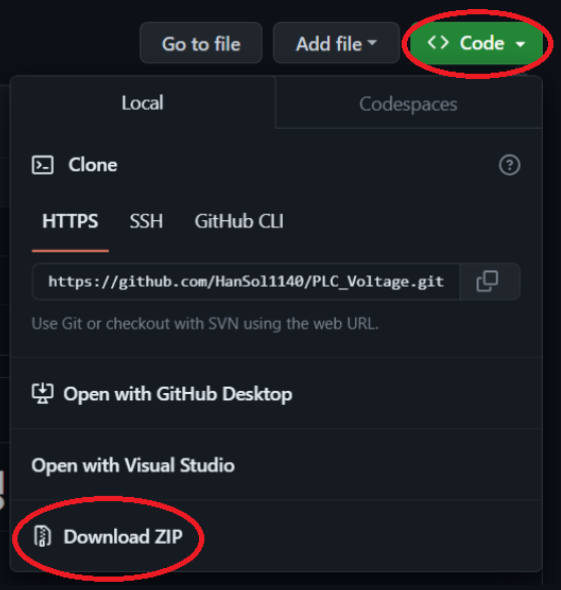 Go to file Add file <> Code
Local Codespaces
Clone
HTTPS SSH GitHub CLI
https://github.com/HanSol1140/PLC_Voltage.git
Use Git or checkout with SVN using the web URL.
Open with GitHub Desktop
Open with Visual Studio
Download ZIP